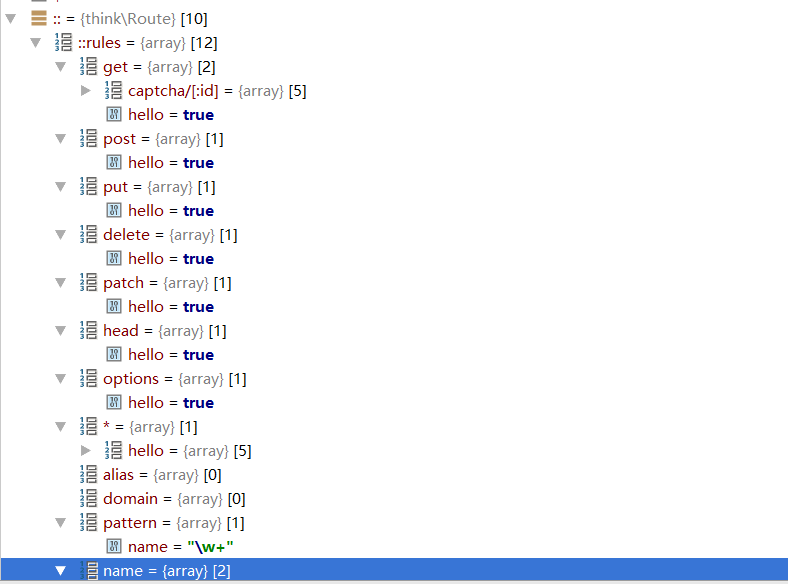 :: = {think\Route} [10]
::rules = {array} [12]
get = {array} [2]
captcha/[:id] = {array} [5]
hello = true
post = {array} [1]
hello = true
put = {array} [1]
hello = true
delete = {array} [1]
hello = true
patch = {array} [1]
hello = true
head = {array} [1]
hello = true
options = {array} [1]
hello = true
* = {array} [1]
hello = {array} [5]
alias = {array} [0]
domain = {array} [0]
pattern = {array} [1]
name = "\w+"
name = {array} [2]